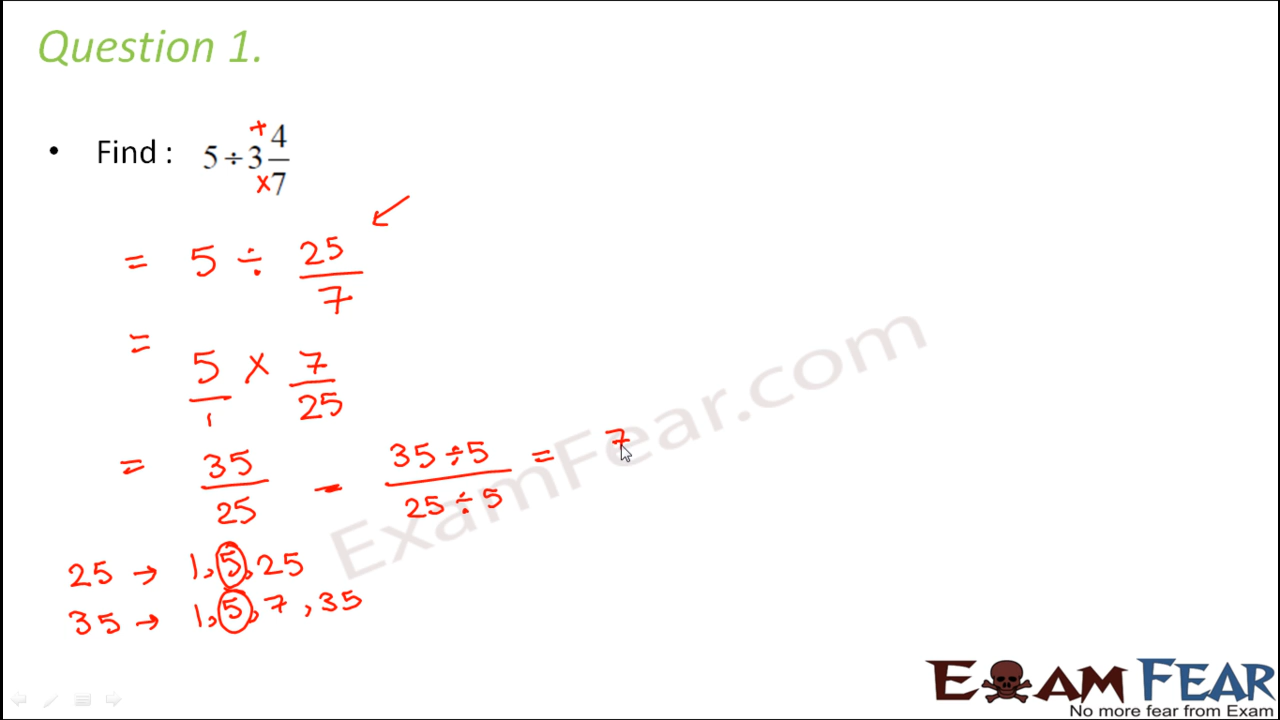 Question 1.
• Find : 5 ÷ 3 4/7
+
×
= 5 ÷ 25/7
= 5/1 × 7/25
= 35/25 - 35 ÷ 5/25 ÷ 5 = 7
25 → 1, 5, 25
35 → 1, 5, 7, 35
ExamFear.com
EXAM FEAR
No more fear from Exam